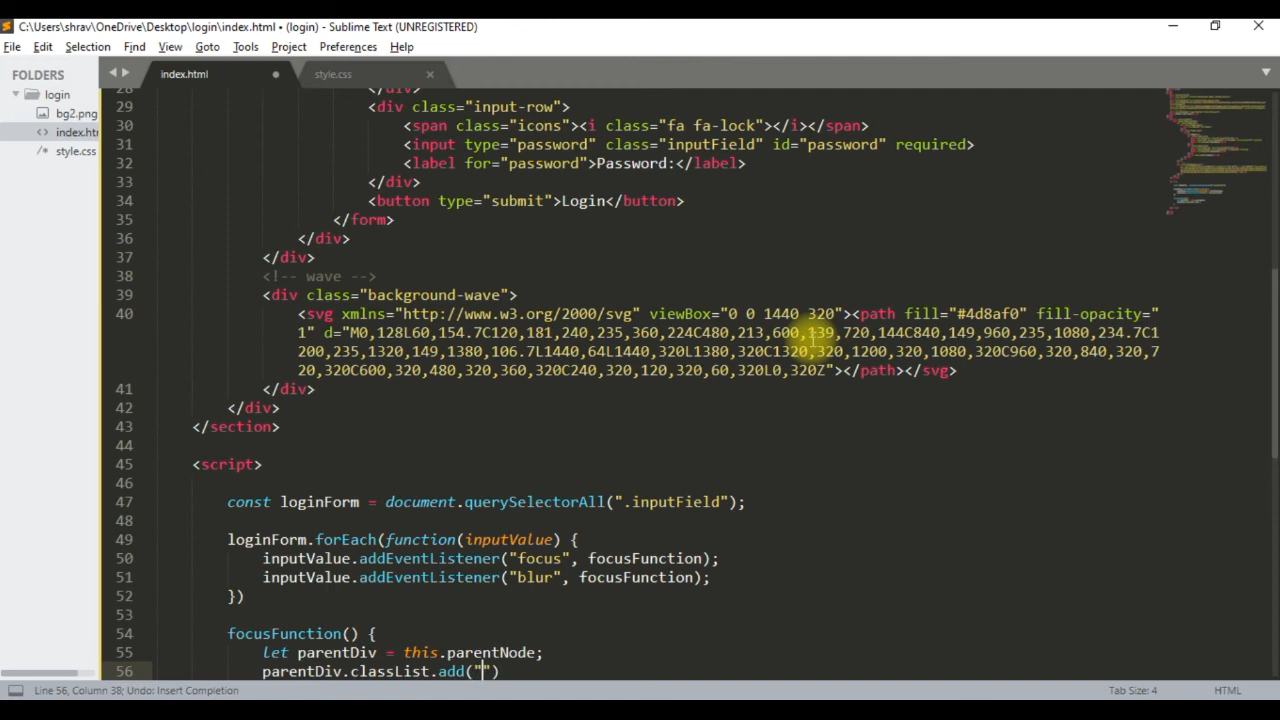 C:\Users\shrav\OneDrive\Desktop\login\index.html • (login) - Sublime Text (UNREGISTERED)
File Edit Selection Find View Goto Tools Project Preferences Help
FOLDERS
login
bg2.png
index.htm
style.css
index.html
style.css
28 </div>
29 <div class="input-row">
30 <span class="icons"><i class="fa fa-lock"></i></span>
31 <input type="password" class="inputField" id="password" required>
32 <label for="password">Password:</label>
33 </div>
34 <button type="submit">Login</button>
35 </form>
36 </div>
37 </div>
38 <!-- wave -->
39 <div class="background-wave">
40 <svg xmlns="http://www.w3.org/2000/svg" viewBox="0 0 1440 320"><path fill="#4d8af0" fill-opacity="
1" d="M0,128L60,154.7C120,181,240,235,360,224C480,213,600,139,720,144C840,149,960,235,1080,234.7C1
200,235,1320,149,1380,106.7L1440,64L1440,320L1380,320C1320,320,1200,320,1080,320C960,320,840,320,7
20,320C600,320,480,320,360,320C240,320,120,320,60,320L0,320Z"></path></svg>
41 </div>
42 </div>
43 </section>
44
45 <script>
46
47 const loginForm = document.querySelectorAll(".inputField");
48
49 loginForm.forEach(function(inputValue) {
50 inputValue.addEventListener("focus", focusFunction);
51 inputValue.addEventListener("blur", focusFunction);
52 })
53
54 focusFunction() {
55 let parentDiv = this.parentNode;
56 parentDiv.classList.add("")
Line 56, Column 38; Undo: Insert Completion
Tab Size: 4
HTML